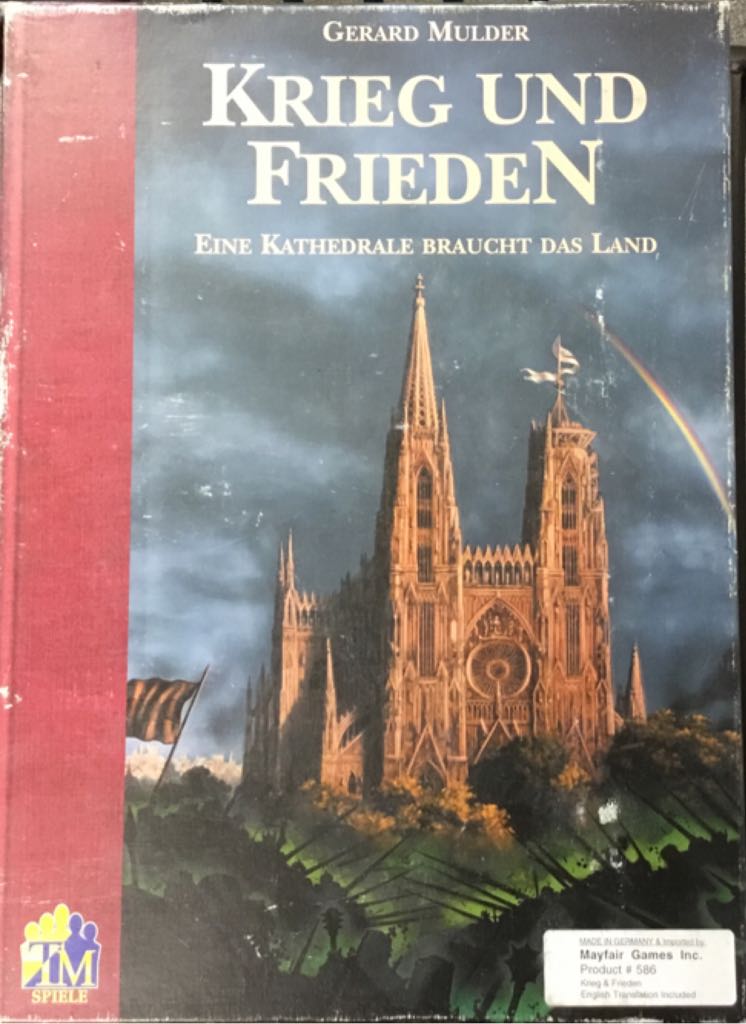 GERARD MULDER
KRIEG UND
FRIEDEN
EINE KATHEDRALE BRAUCHT DAS LAND
TM
SPIELE
MADE IN GERMANY & Imported by:
Mayfair Games Inc.
Product # 586
Krieg & Frieden
English Translation Included